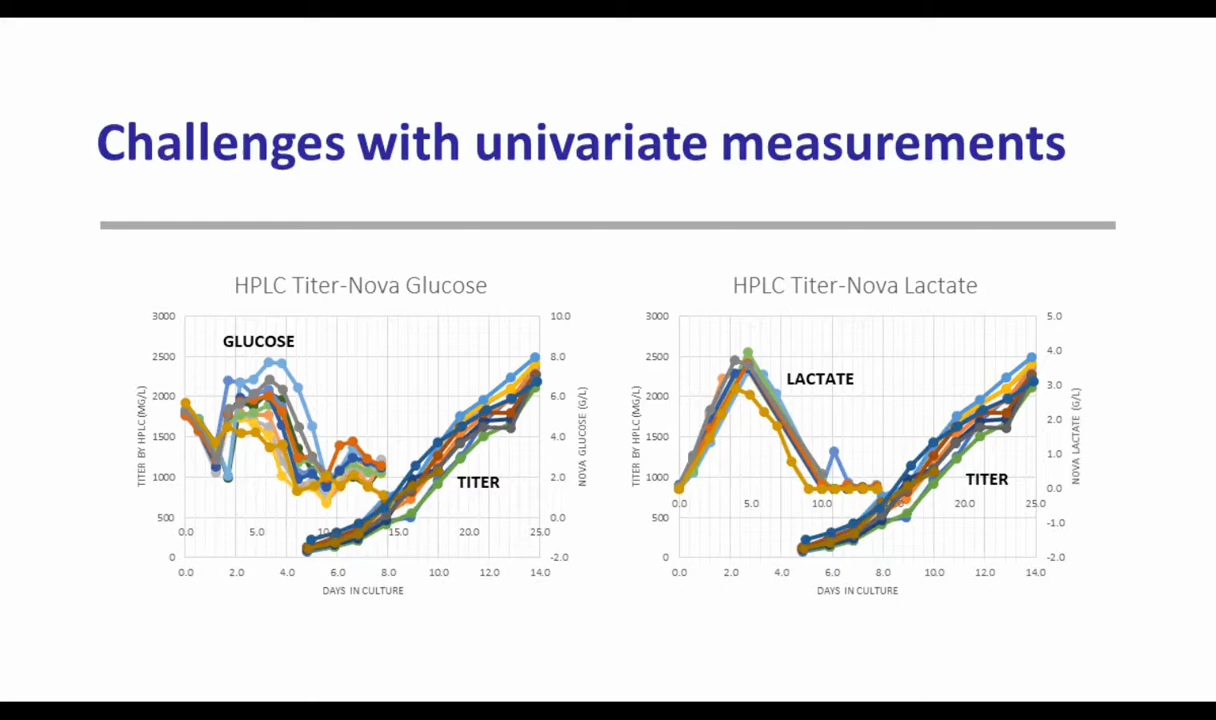 Challenges with univariate measurements
HPLC Titer-Nova Glucose
3000
2500
2000
1500
1000
500
0
TITER BY HPLC (MG/L)
GLUCOSE
TITER
10.0
8.0
6.0
4.0
2.0
0.0
-2.0
NOVA GLUCOSE (G/L)
0.0 5.0 10.0 15.0 20.0 25.0
0.0 2.0 4.0 6.0 8.0 10.0 12.0 14.0
DAYS IN CULTURE
HPLC Titer-Nova Lactate
3000
2500
2000
1500
1000
500
0
TITER BY HPLC (MG/L)
LACTATE
TITER
5.0
4.0
3.0
2.0
1.0
0.0
-1.0
-2.0
NOVA LACTATE (G/L)
0.0 5.0 10.0 20.0 25.0
0.0 2.0 4.0 6.0 8.0 10.0 12.0 14.0
DAYS IN CULTURE